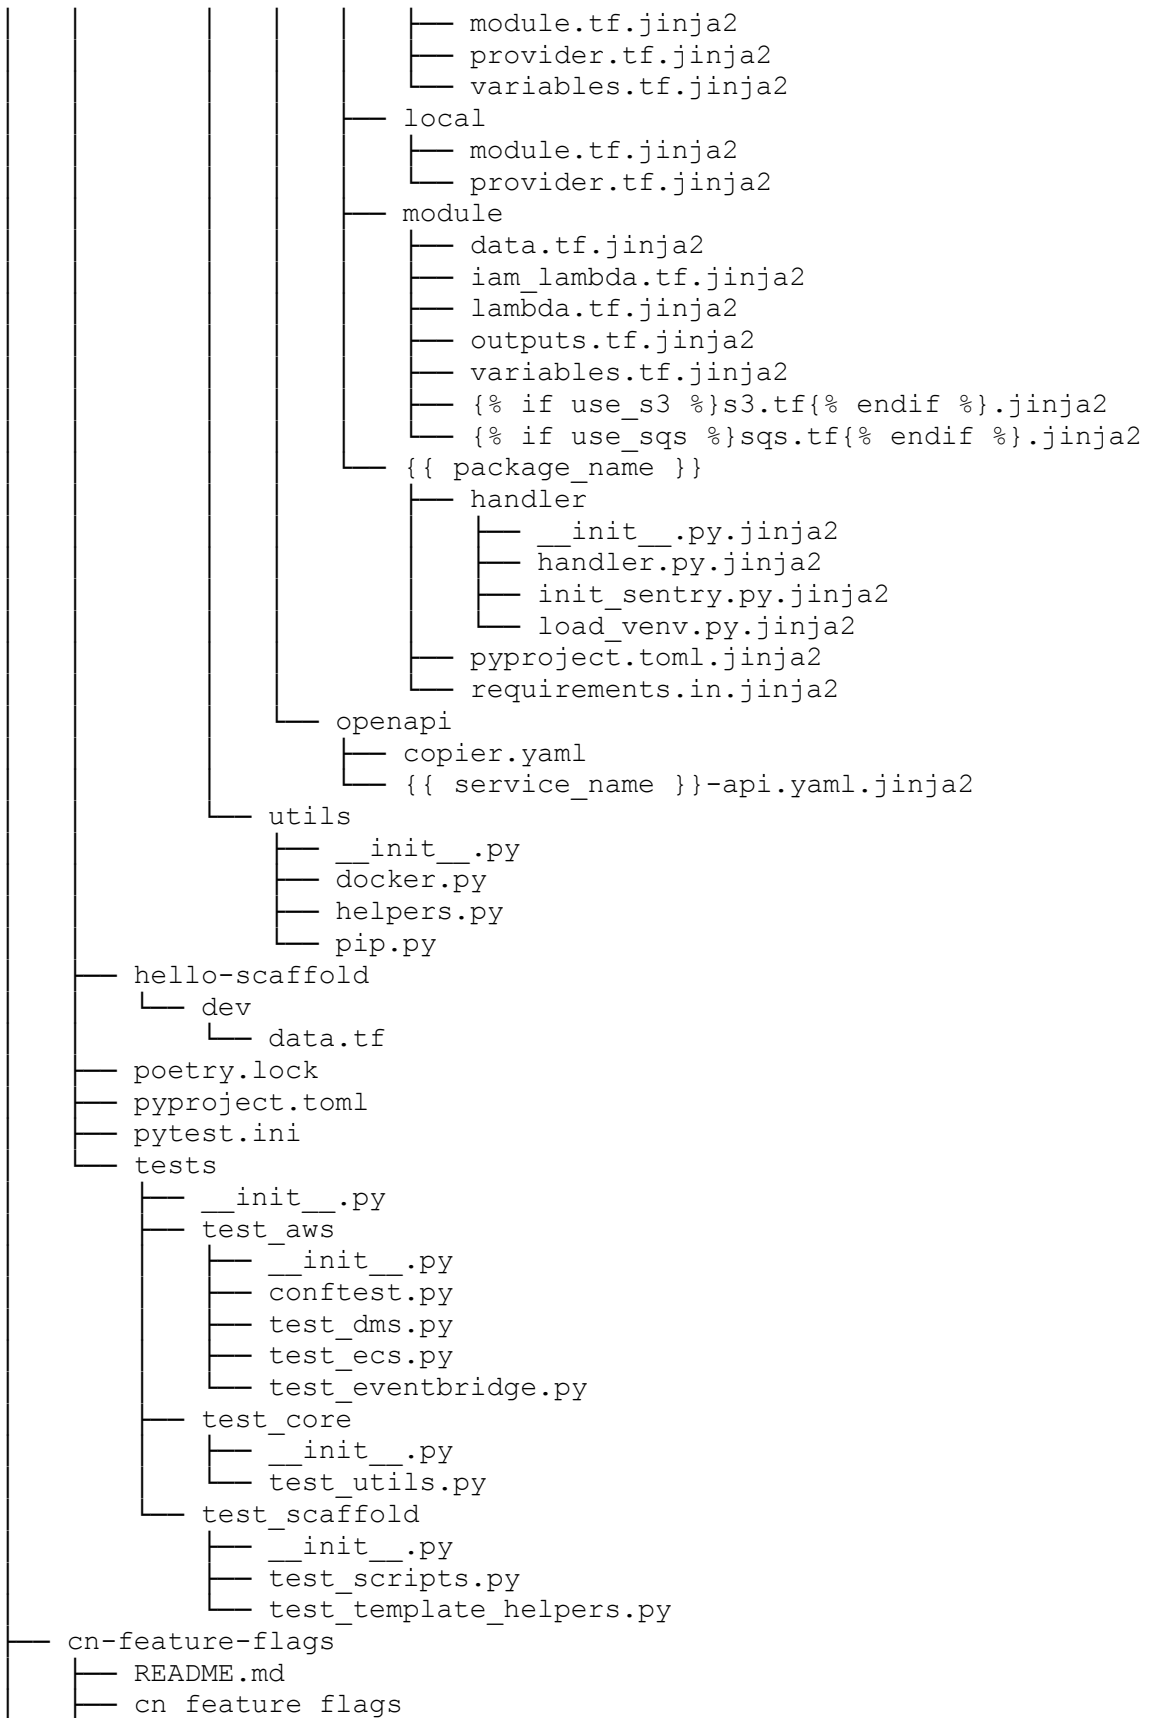 │   │       │   │   │   ├── module.tf.jinja2
│   │       │   │   │   ├── provider.tf.jinja2
│   │       │   │   │   └── variables.tf.jinja2
│   │       │   │   ├── local
│   │       │   │   │   ├── module.tf.jinja2
│   │       │   │   │   └── provider.tf.jinja2
│   │       │   │   ├── module
│   │       │   │   │   ├── data.tf.jinja2
│   │       │   │   │   ├── iam_lambda.tf.jinja2
│   │       │   │   │   ├── lambda.tf.jinja2
│   │       │   │   │   ├── outputs.tf.jinja2
│   │       │   │   │   ├── variables.tf.jinja2
│   │       │   │   │   ├── {% if use_s3 %}s3.tf{% endif %}.jinja2
│   │       │   │   │   └── {% if use_sqs %}sqs.tf{% endif %}.jinja2
│   │       │   │   └── {{ package_name }}
│   │       │   │       ├── handler
│   │       │   │       │   ├── __init__.py.jinja2
│   │       │   │       │   ├── handler.py.jinja2
│   │       │   │       │   ├── init_sentry.py.jinja2
│   │       │   │       │   └── load_venv.py.jinja2
│   │       │   │       ├── pyproject.toml.jinja2
│   │       │   │       └── requirements.in.jinja2
│   │       │   └── openapi
│   │       │       ├── copier.yaml
│   │       │       └── {{ service_name }}-api.yaml.jinja2
│   │       └── utils
│   │           ├── __init__.py
│   │           ├── docker.py
│   │           ├── helpers.py
│   │           └── pip.py
│   ├── hello-scaffold
│   │   └── dev
│   │       └── data.tf
│   ├── poetry.lock
│   ├── pyproject.toml
│   ├── pytest.ini
│   └── tests
│       ├── __init__.py
│       ├── test_aws
│       │   ├── __init__.py
│       │   ├── conftest.py
│       │   ├── test_dms.py
│       │   ├── test_ecs.py
│       │   └── test_eventbridge.py
│       ├── test_core
│       │   ├── __init__.py
│       │   └── test_utils.py
│       └── test_scaffold
│           ├── __init__.py
│           ├── test_scripts.py
│           └── test_template_helpers.py
├── cn-feature-flags
│   ├── README.md
│   ├── cn_feature_flags